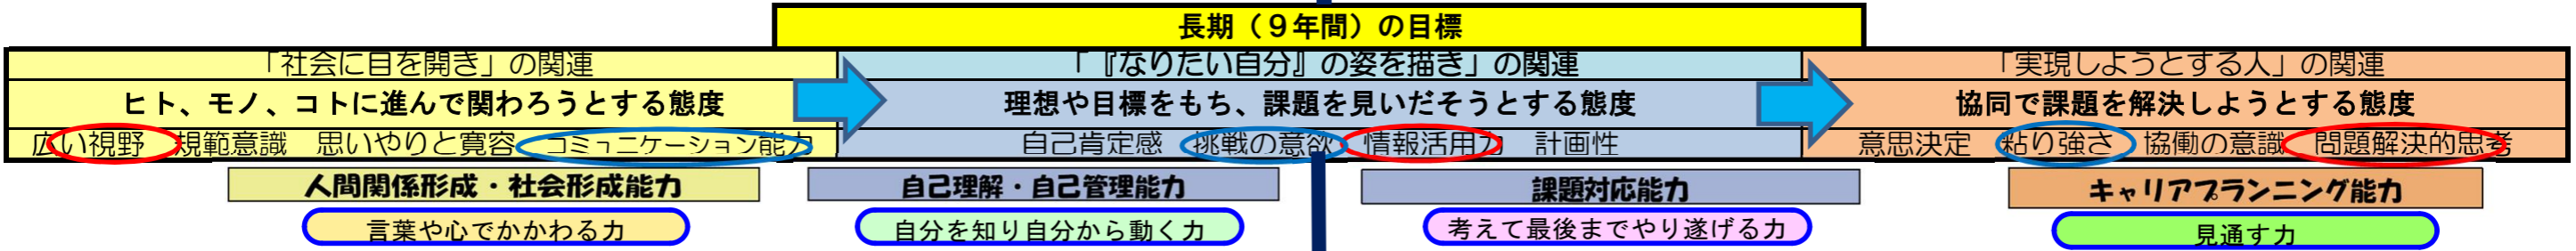 長期（９年間）の目標
「社会に目を開き」の関連
「『なりたい自分』の姿を描き」の関連
「実現しようとする人」の関連
ヒト、モノ、コトに進んで関わろうとする態度
理想や目標をもち、課題を見いだそうとする態度
協同で課題を解決しようとする態度
広い視野　規範意識　思いやりと寛容　コミュニケーション能力
自己肯定感　挑戦の意欲　情報活用力　計画性
意思決定　粘り強さ　協働の意識　問題解決的思考
人間関係形成・社会形成能力
自己理解・自己管理能力
課題対応能力
キャリアプランニング能力
言葉や心でかかわる力
自分を知り自分から動く力
考えて最後までやり遂げる力
見通す力